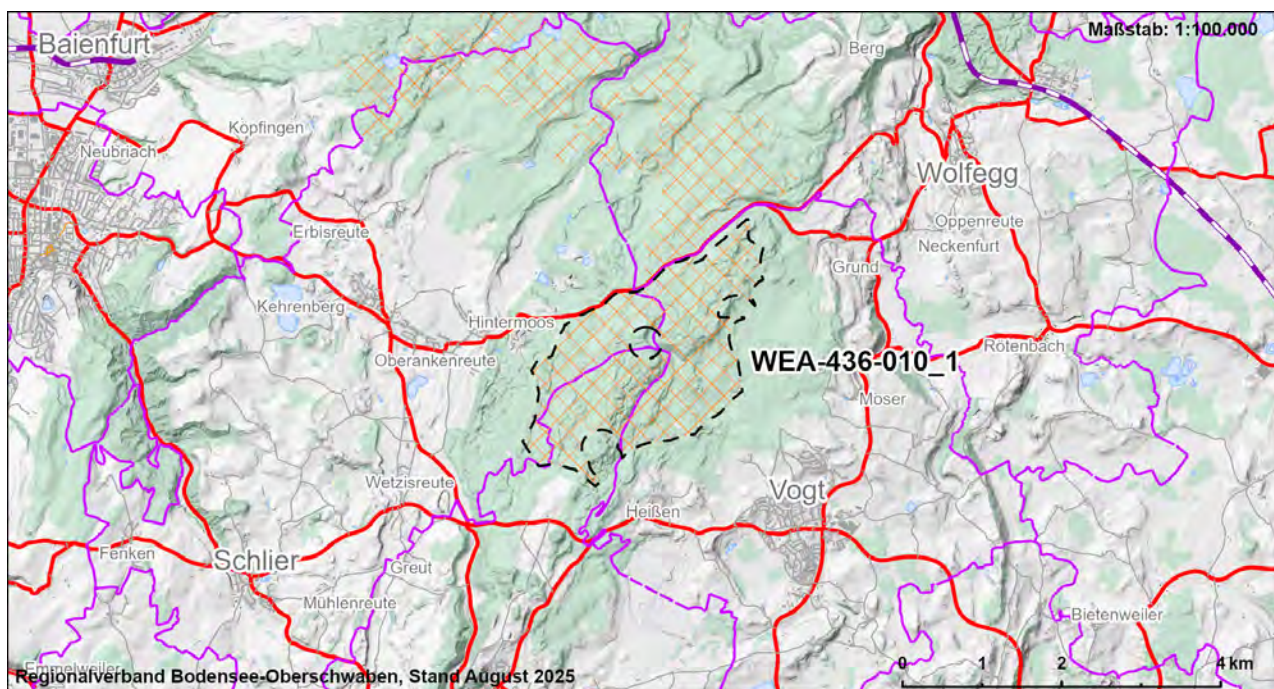 Maßstab: 1:100.000
Baienfurt
Berg
Kopfingen
Neubriach
Wolfegg
Erbisreute
Oppenreute
Neckenfurt
Grund
Kehrenberg
Hintermoos
Oberankenreute
Rotenbach
WEA-436-010_1
Moser
Wetzisreute
Vogt
Heißen
Fenken
Schlier
Greut
Mühlenreute
Bietenweiler
Emmelweiler
0 1 2 4 km
Regionalverband Bodensee-Oberschwaben, Stand August 2025